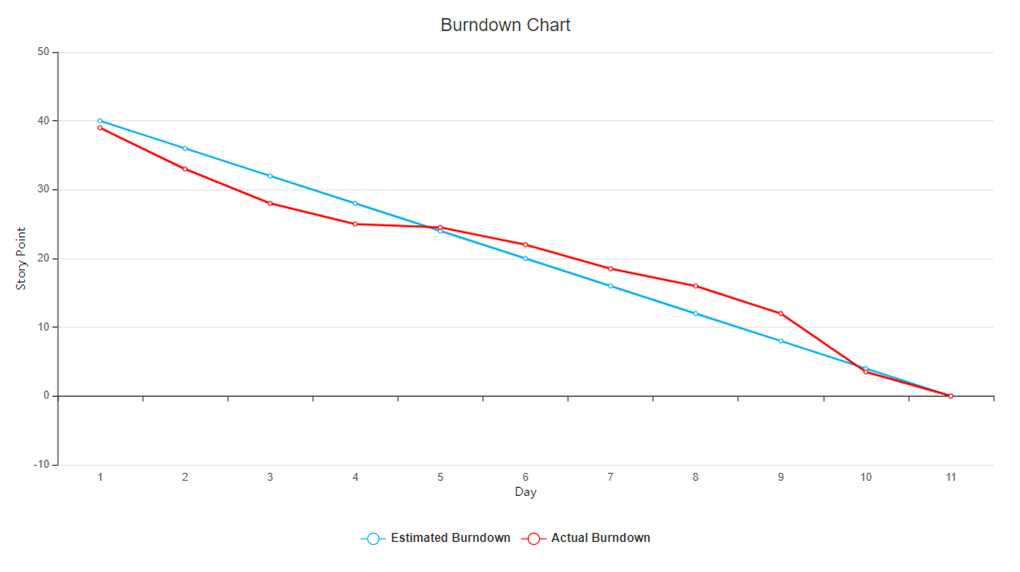 Burndown Chart
50
40
30
20
10
0
-10
Story Point
1 2 3 4 5 6 7 8 9 10 11
Day
Estimated Burndown Actual Burndown